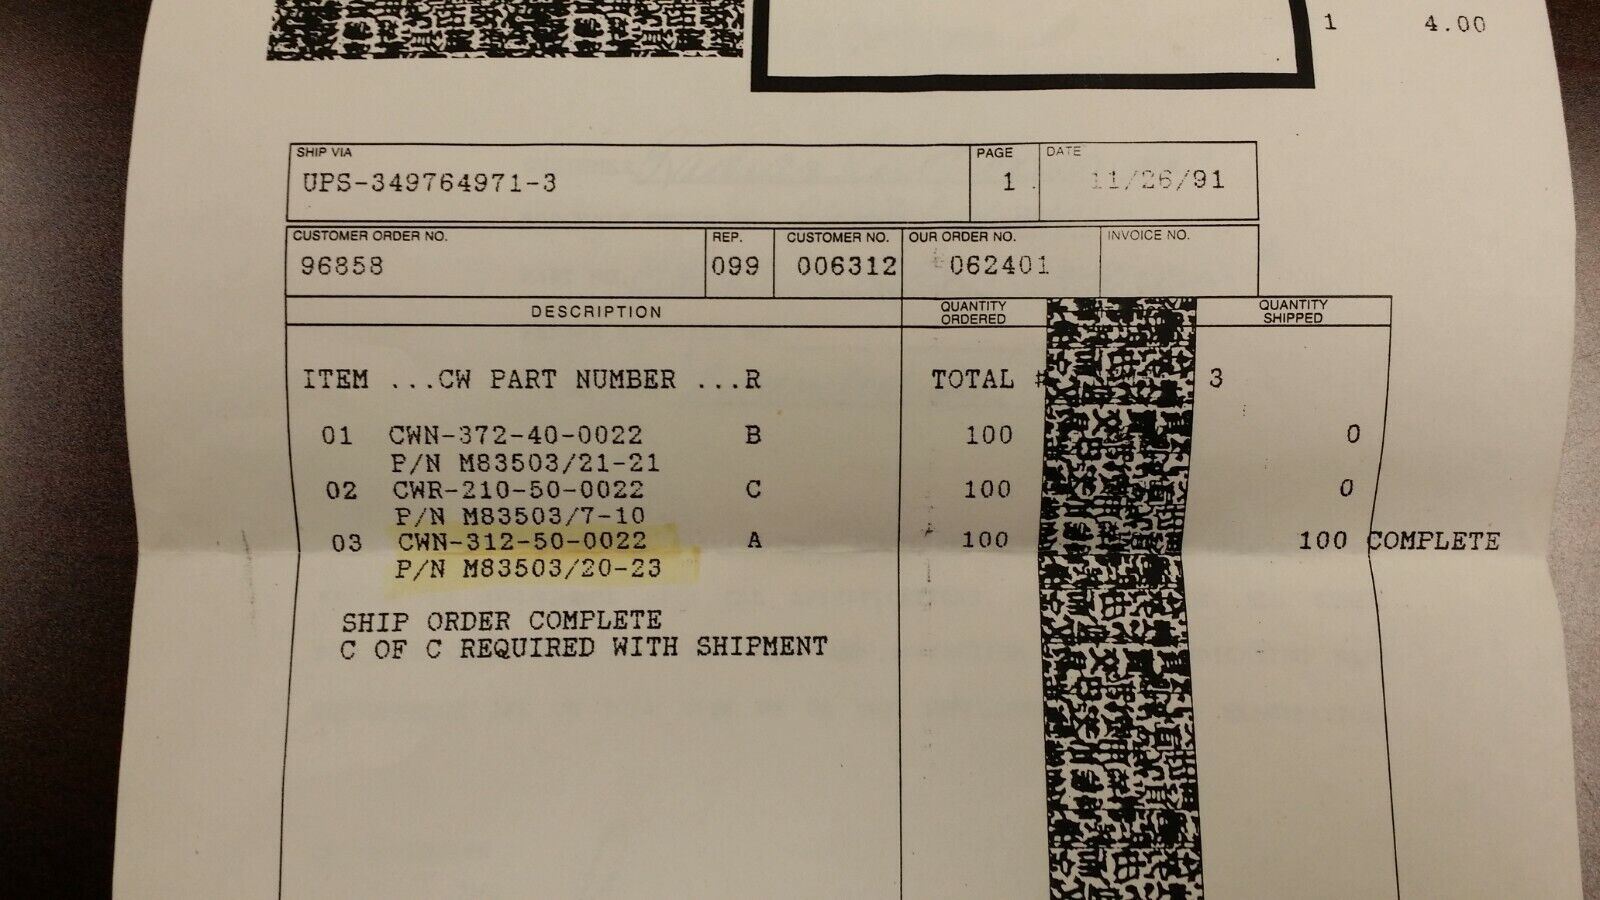 1 4.00
SHIP VIA PAGE DATE
UPS-349764971-3 1 11/26/91
CUSTOMER ORDER NO. REP. CUSTOMER NO. OUR ORDER NO. INVOICE NO.
96858 099 006312 062401
DESCRIPTION QUANTITY ORDERED QUANTITY SHIPPED
ITEM ...CW PART NUMBER ...R TOTAL # 3
01 CWN-372-40-0022 B 100 0
P/N M83503/21-21
02 CWR-210-50-0022 C 100 0
P/N M83503/7-10
03 CWN-312-50-0022 A 100 100 COMPLETE
P/N M83503/20-23
SHIP ORDER COMPLETE
C OF C REQUIRED WITH SHIPMENT